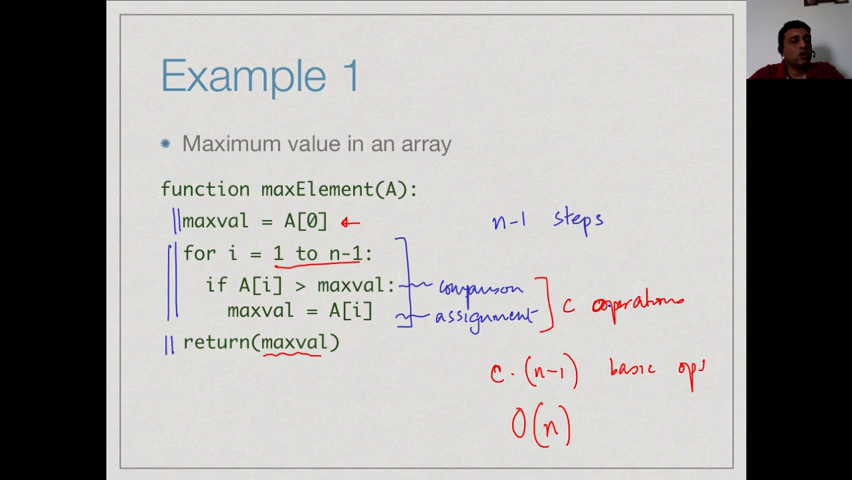 Example 1
Maximum value in an array
function maxElement(A):
maxval = A[0] ←
n-1 steps
for i = 1 to n-1:
if A[i] > maxval: comparison
maxval = A[i] assignment
c operations
return(maxval)
c · (n-1) basic ops
O(n)